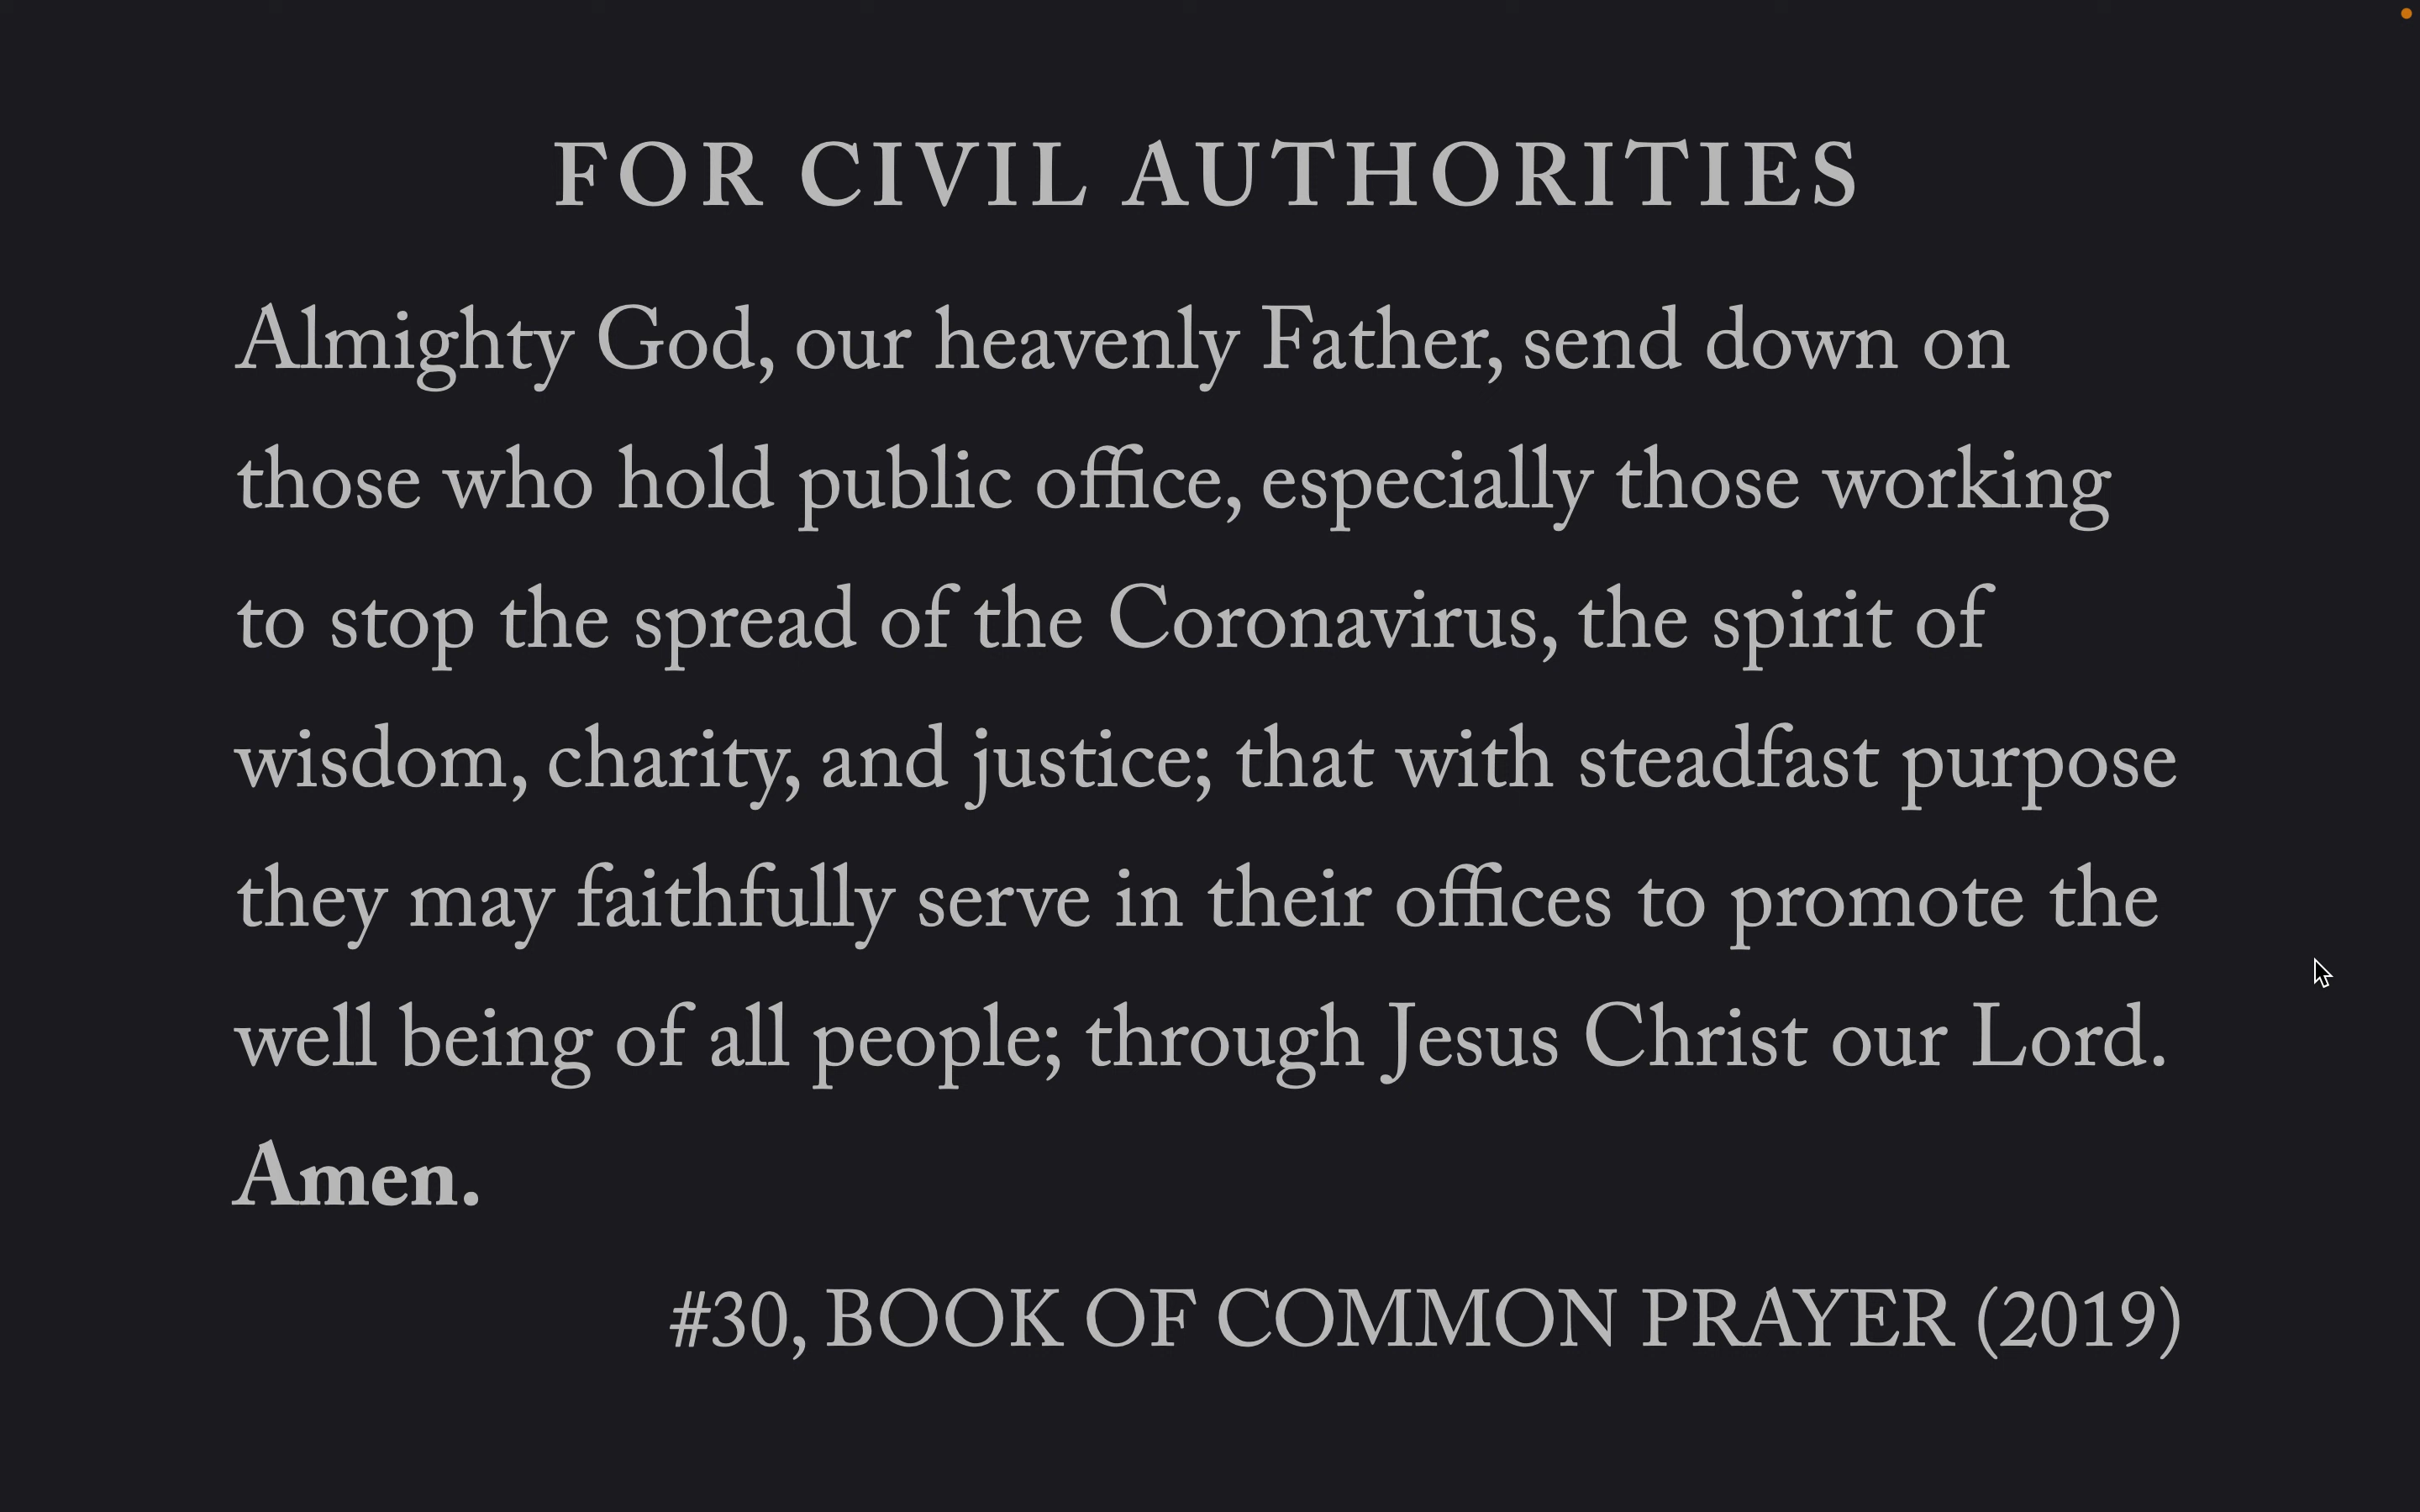 FOR CIVIL AUTHORITIES
Almighty God, our heavenly Father, send down on
those who hold public office, especially those working
to stop the spread of the Coronavirus, the spirit of
wisdom, charity, and justice; that with steadfast purpose
they may faithfully serve in their offices to promote the
well being of all people; through Jesus Christ our Lord.
Amen.
#30, BOOK OF COMMON PRAYER (2019)